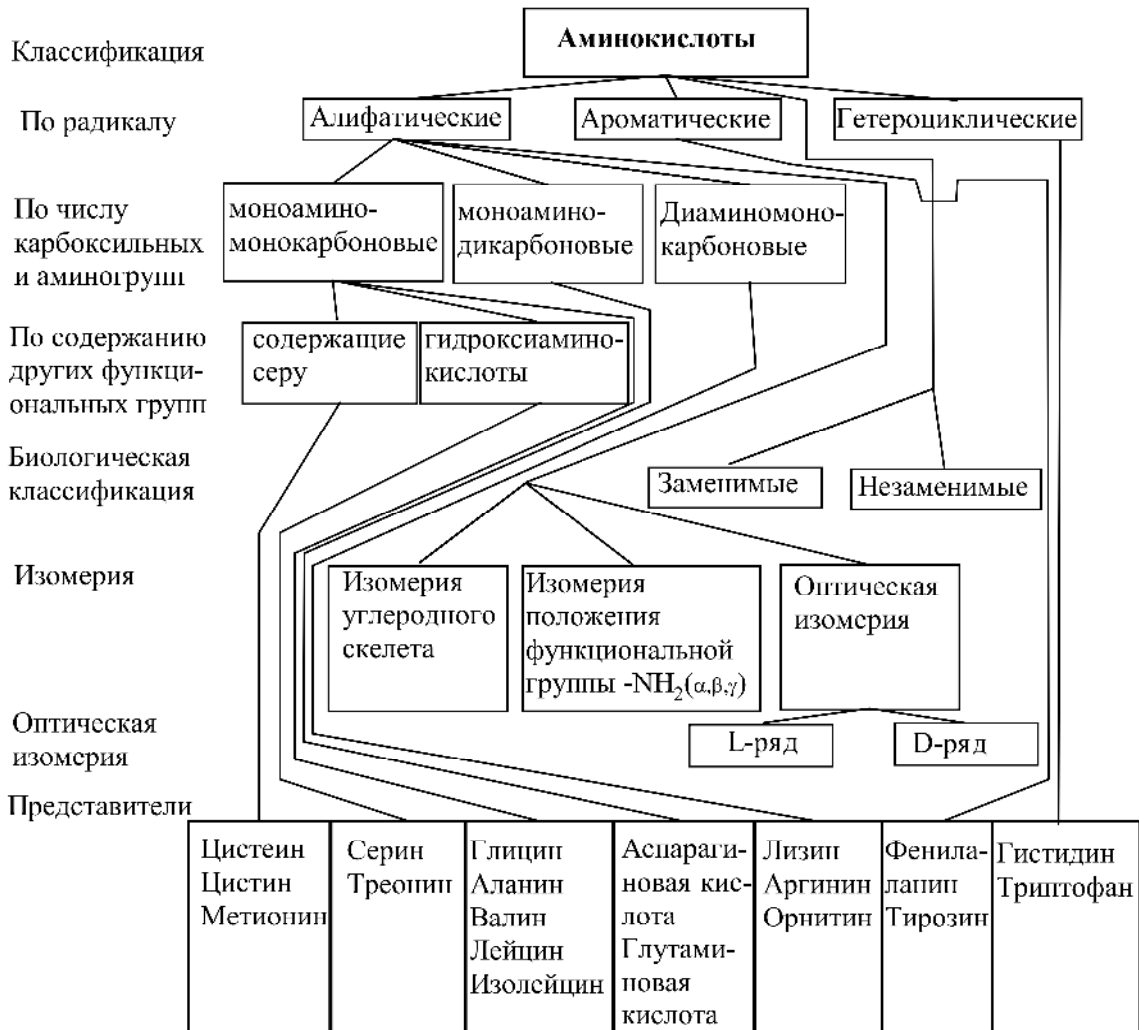 Аминокислоты
Классификация
По радикалу
Алифатические
Ароматические
Гетероциклические
По числу
карбоксильных
и аминогрупп
моноамино-
монокарбоновые
моноамино-
дикарбоновые
Диаминомоно-
карбоновые
По содержанию
других функци-
ональных групп
содержащие
серу
гидроксиамино-
кислоты
Биологическая
классификация
Заменимые
Незаменимые
Изомерия
Изомерия
углеродного
скелета
Изомерия
положения
функциональной
группы -NH₂(α,β,γ)
Оптическая
изомерия
Оптическая
изомерия
L-ряд
D-ряд
Представители
Цистеин
Цистин
Метионин
Серин
Треонин
Глицин
Аланин
Валин
Лейцин
Изолейцин
Аспараги-
новая кис-
лота
Глутами-
новая
кислота
Лизин
Аргинин
Орнитин
Фенила-
ланин
Тирозин
Гистидин
Триптофан